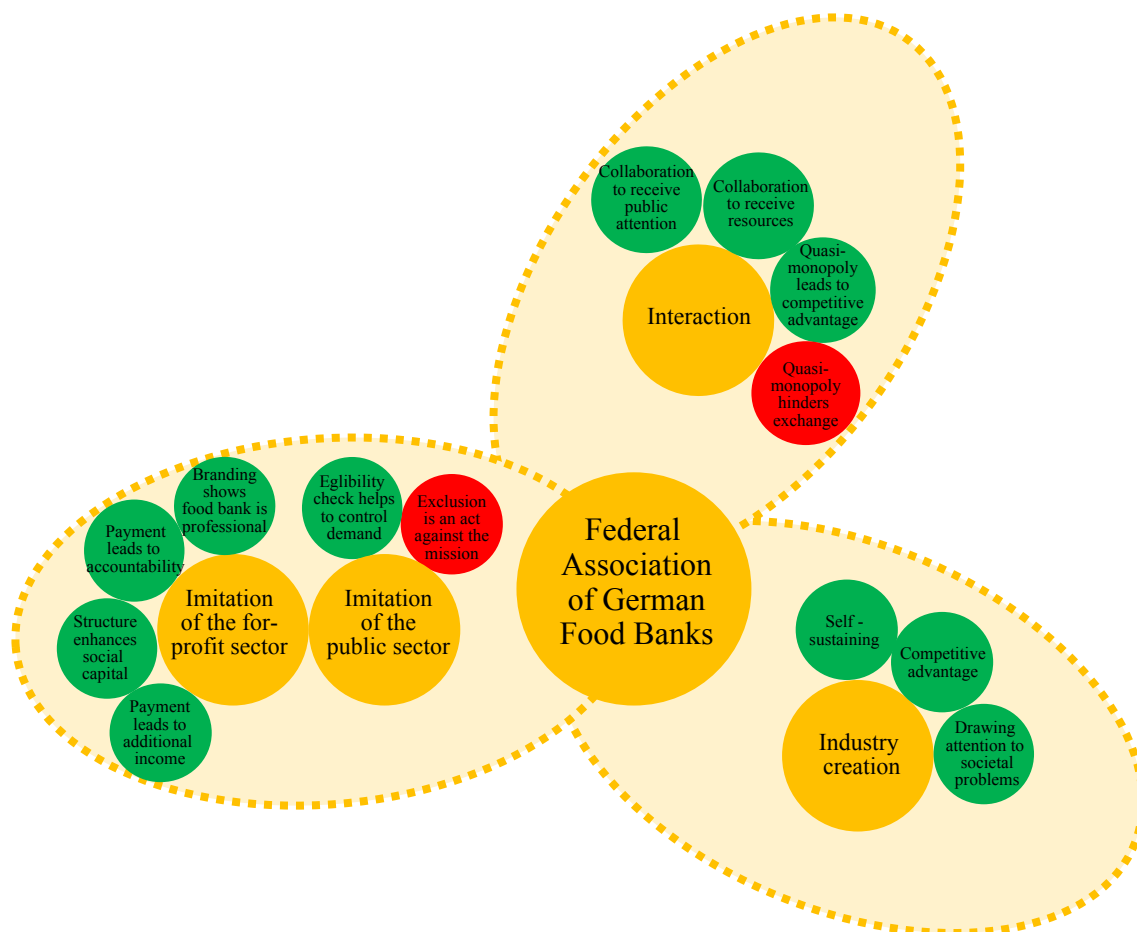 Collaboration
to receive
public
attention
Collaboration
to receive
resources
Quasi-
monopoly
leads to
competitive
advantage
Interaction
Quasi-
monopoly
hinders
exchange
Branding
shows
food bank is
professional
Eglibility
check helps
to control
demand
Exclusion
is an act
against the
mission
Payment
leads to
accountability
Structure
enhances
social
capital
Payment
leads to
additional
income
Imitation
of the for-
profit sector
Imitation
of the
public sector
Federal
Association
of German
Food Banks
Self -
sustaining
Competitive
advantage
Drawing
attention to
societal
problems
Industry
creation